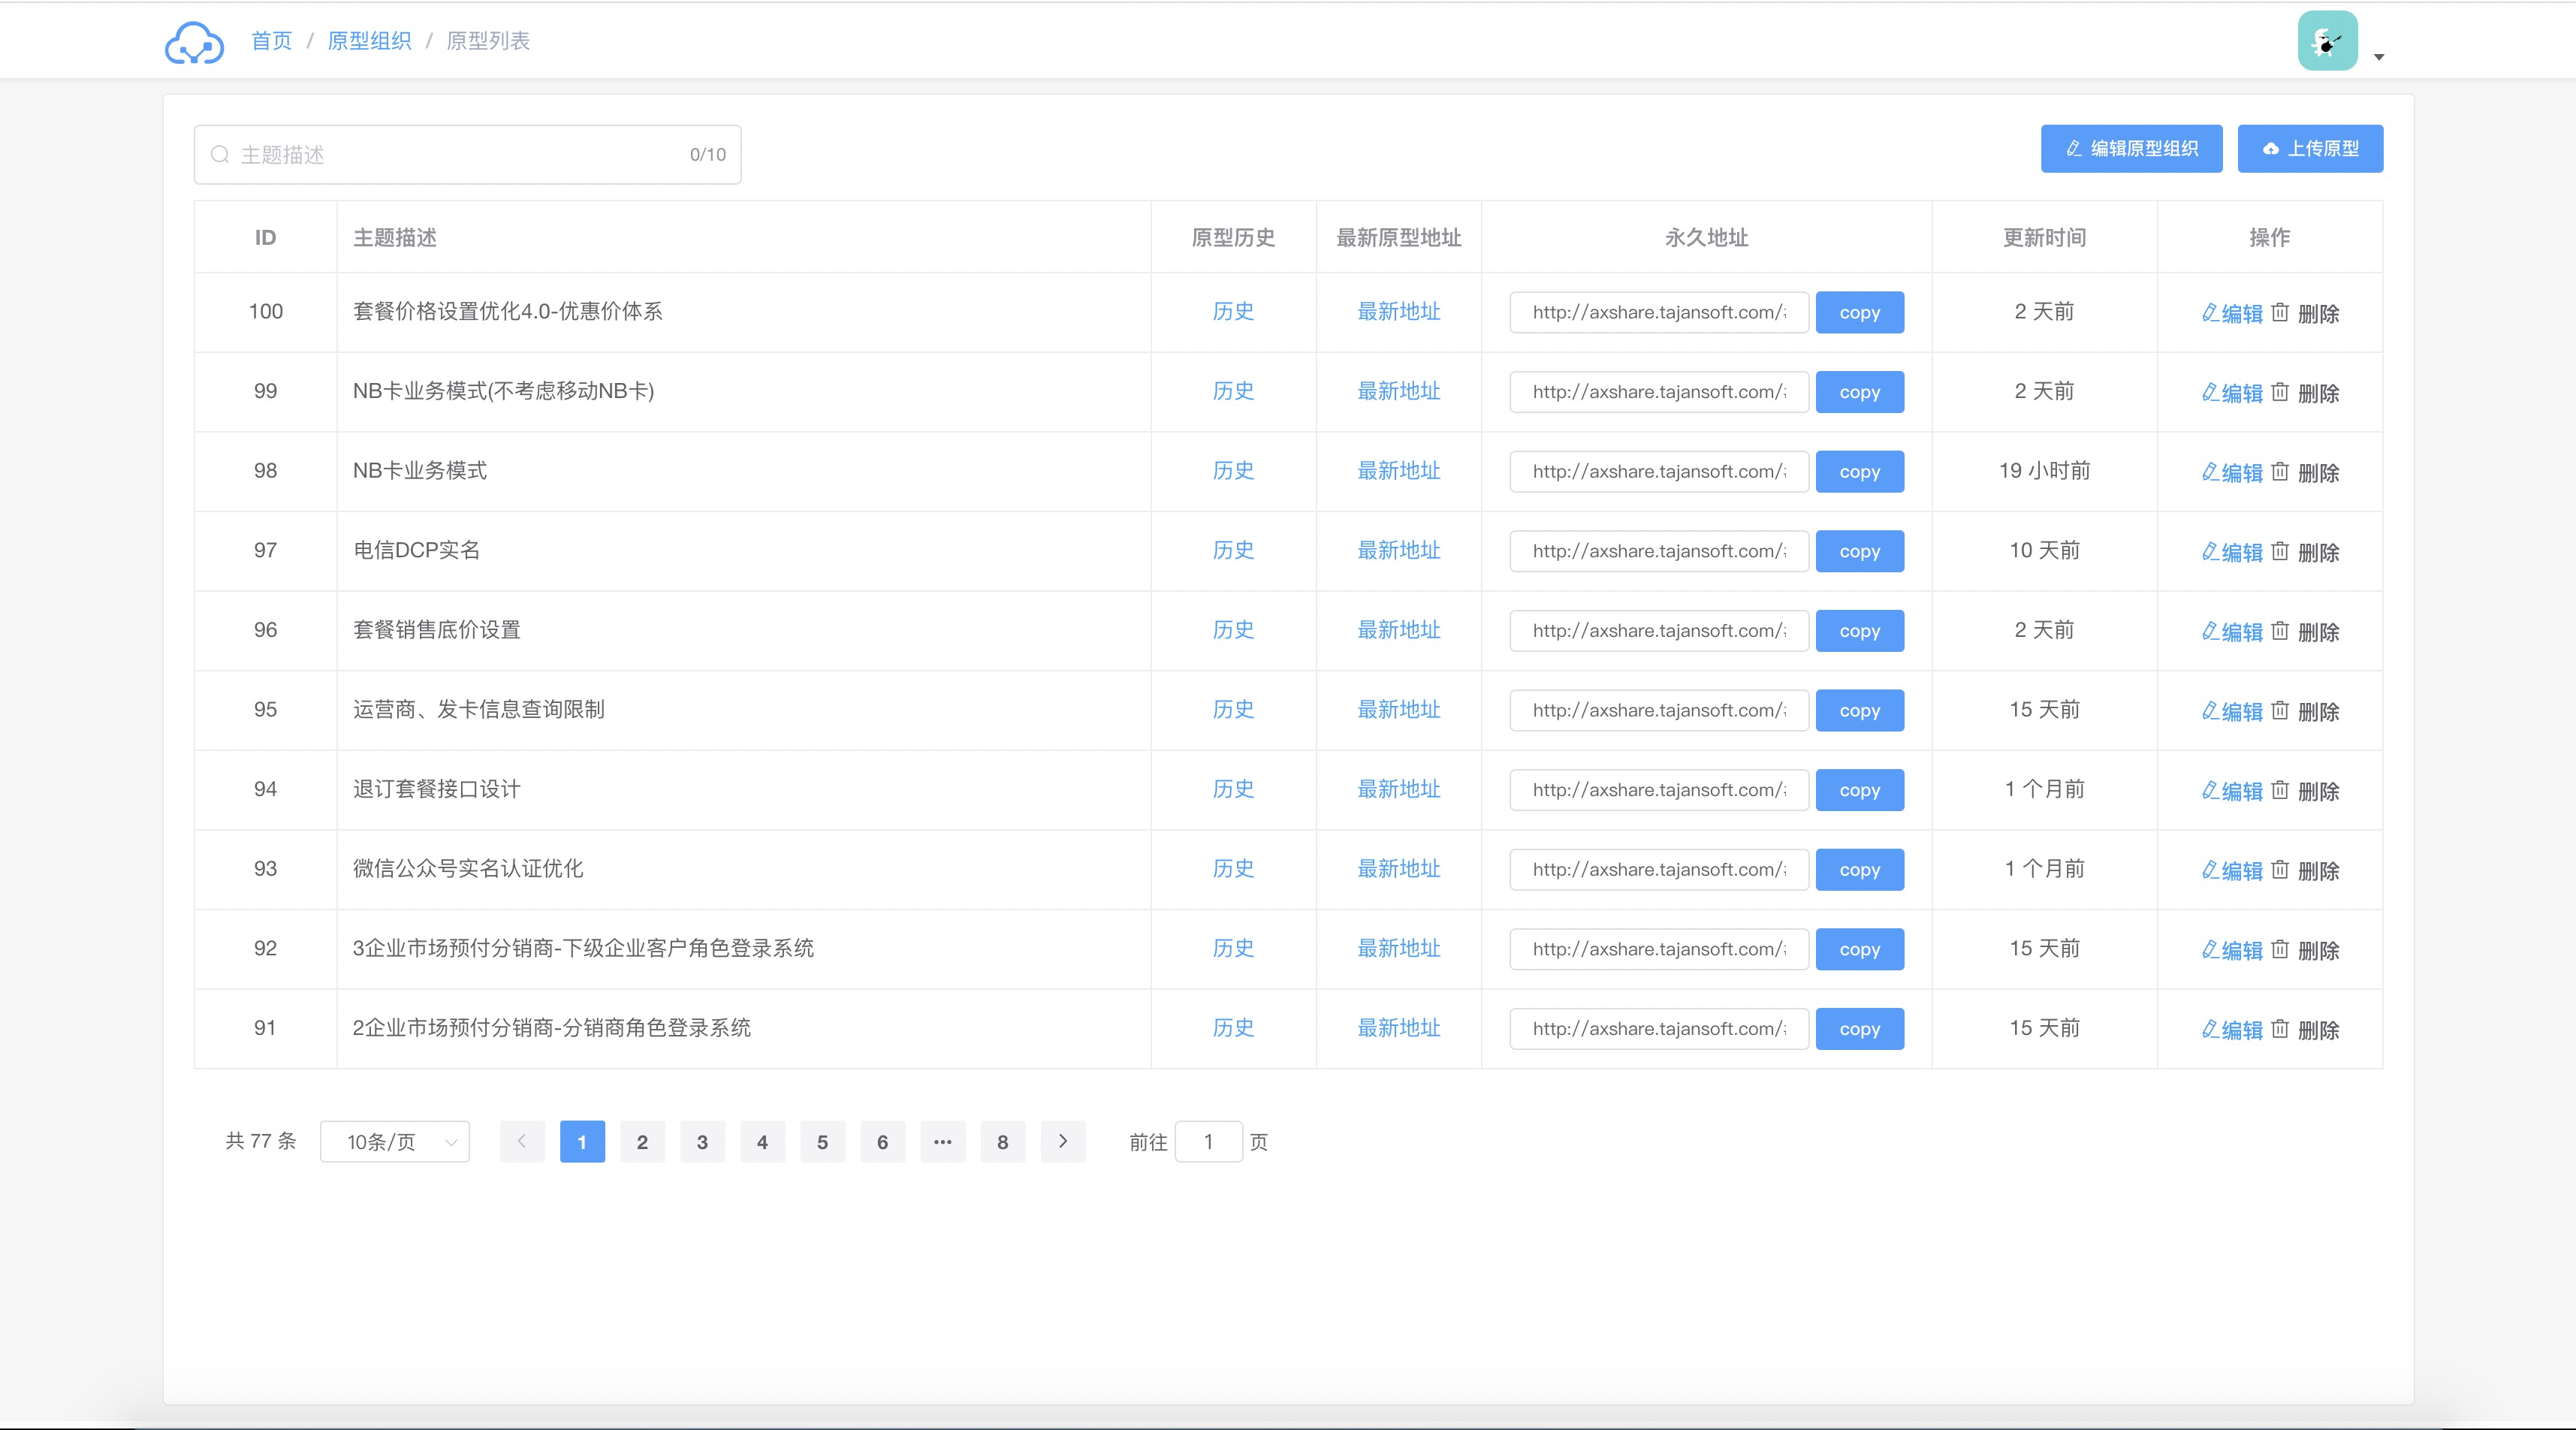 首页 / 原型组织 / 原型列表
主题描述 0/10 编辑原型组织 上传原型
ID 主题描述 原型历史 最新原型地址 永久地址 更新时间 操作
100 套餐价格设置优化4.0-优惠价体系 历史 最新地址 http://axshare.tajansoft.com/ copy 2 天前 编辑 删除
99 NB卡业务模式(不考虑移动NB卡) 历史 最新地址 http://axshare.tajansoft.com/ copy 2 天前 编辑 删除
98 NB卡业务模式 历史 最新地址 http://axshare.tajansoft.com/ copy 19 小时前 编辑 删除
97 电信DCP实名 历史 最新地址 http://axshare.tajansoft.com/ copy 10 天前 编辑 删除
96 套餐销售底价设置 历史 最新地址 http://axshare.tajansoft.com/ copy 2 天前 编辑 删除
95 运营商、发卡信息查询限制 历史 最新地址 http://axshare.tajansoft.com/ copy 15 天前 编辑 删除
94 退订套餐接口设计 历史 最新地址 http://axshare.tajansoft.com/ copy 1 个月前 编辑 删除
93 微信公众号实名认证优化 历史 最新地址 http://axshare.tajansoft.com/ copy 1 个月前 编辑 删除
92 3企业市场预付分销商-下级企业客户角色登录系统 历史 最新地址 http://axshare.tajansoft.com/ copy 15 天前 编辑 删除
91 2企业市场预付分销商-分销商角色登录系统 历史 最新地址 http://axshare.tajansoft.com/ copy 15 天前 编辑 删除
共 77 条 10条/页 1 2 3 4 5 6 ··· 8 前往 1 页